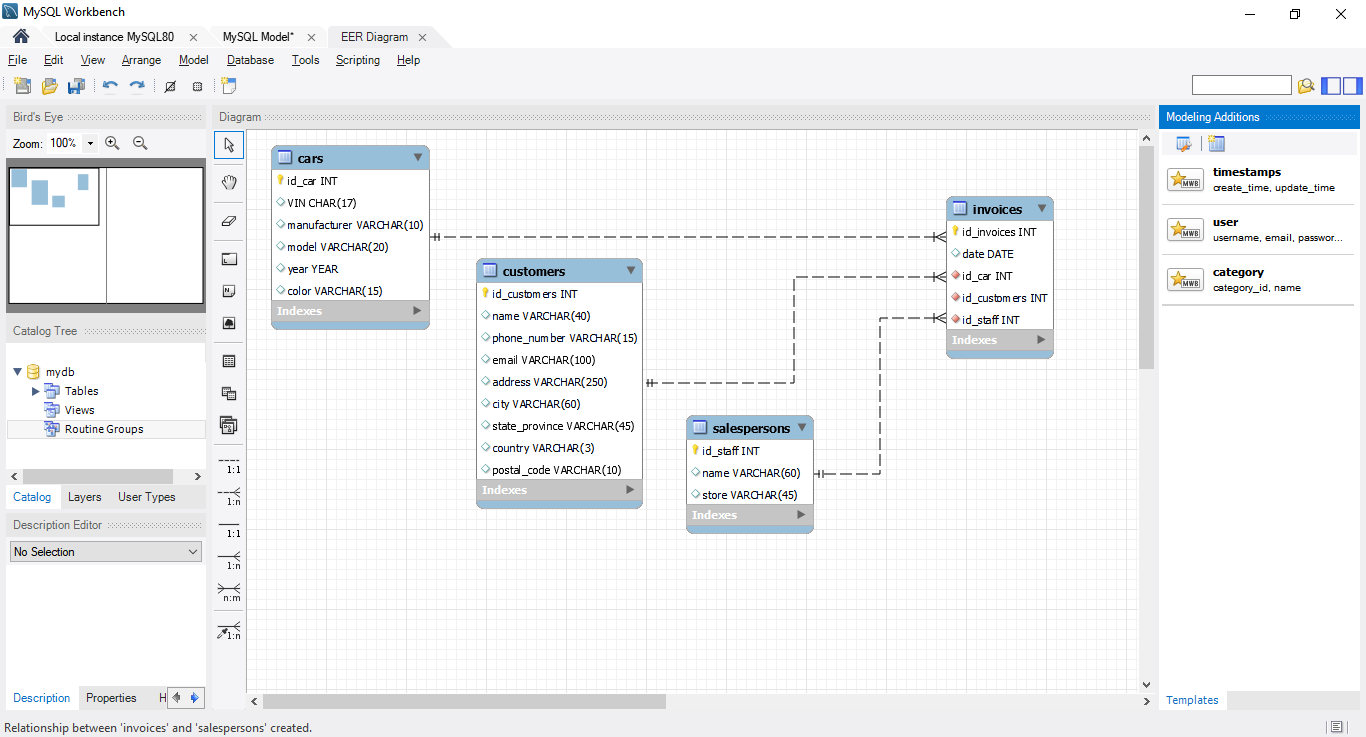 MySQL Workbench
Local instance MySQL80
MySQL Model*
EER Diagram
File Edit View Arrange Model Database Tools Scripting Help
Bird's Eye
Zoom: 100%
Catalog Tree
mydb
Tables
Views
Routine Groups
Catalog Layers User Types
Description Editor
No Selection
Description Properties H
Diagram
1:1
1:n
1:1
1:n
n:m
1:n
cars
id_car INT
VIN CHAR(17)
manufacturer VARCHAR(10)
model VARCHAR(20)
year YEAR
color VARCHAR(15)
Indexes
customers
id_customers INT
name VARCHAR(40)
phone_number VARCHAR(15)
email VARCHAR(100)
address VARCHAR(250)
city VARCHAR(60)
state_province VARCHAR(45)
country VARCHAR(3)
postal_code VARCHAR(10)
Indexes
salespersons
id_staff INT
name VARCHAR(60)
store VARCHAR(45)
Indexes
invoices
id_invoices INT
date DATE
id_car INT
id_customers INT
id_staff INT
Indexes
Modeling Additions
MWB
timestamps
create_time, update_time
MWB
user
username, email, passwor...
MWB
category
category_id, name
Templates
Relationship between 'invoices' and 'salespersons' created.